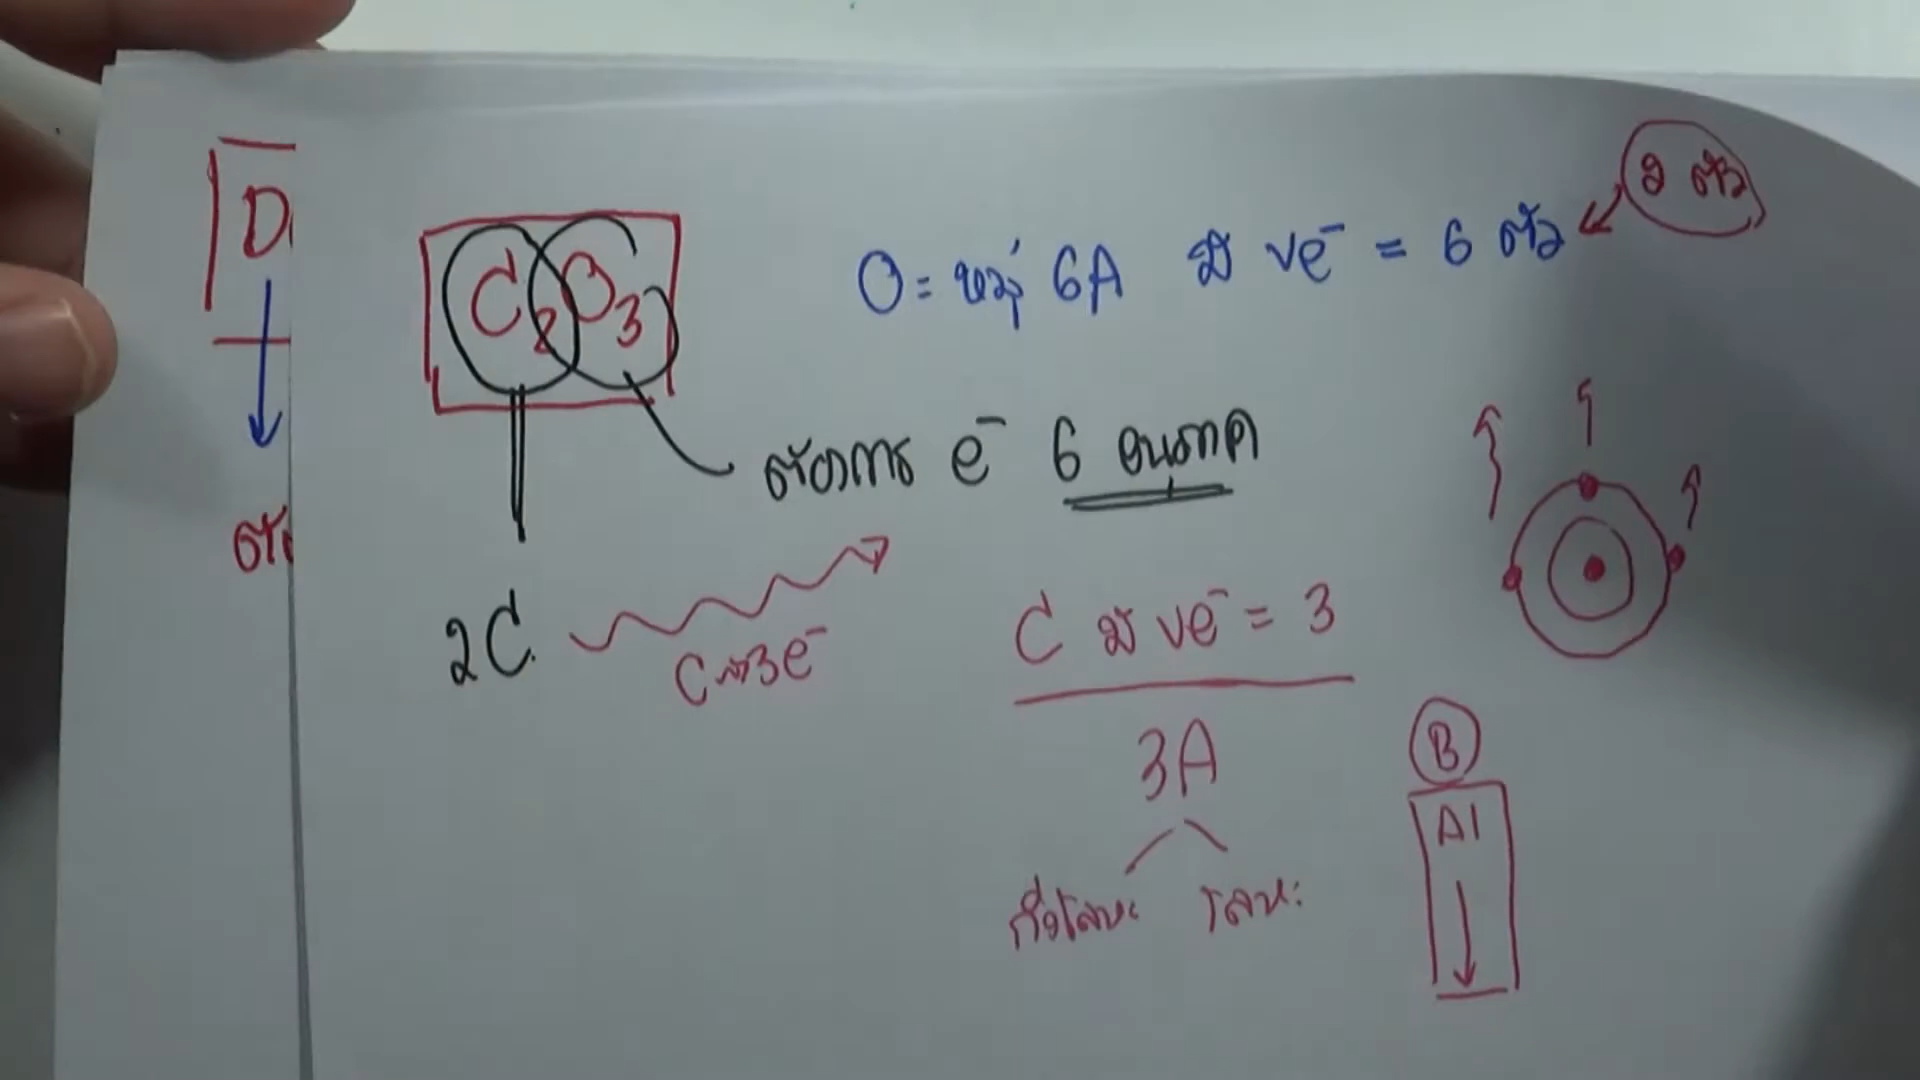 D
C2O3
O = หมู่ 6A มี ve⁻ = 6 ตัว
2 ตัว
ต้องการ e⁻ 6 อนุภาค
2C
C 3e⁻
C มี ve⁻ = 3
3A
กึ่งโลหะ โลหะ
B
Al